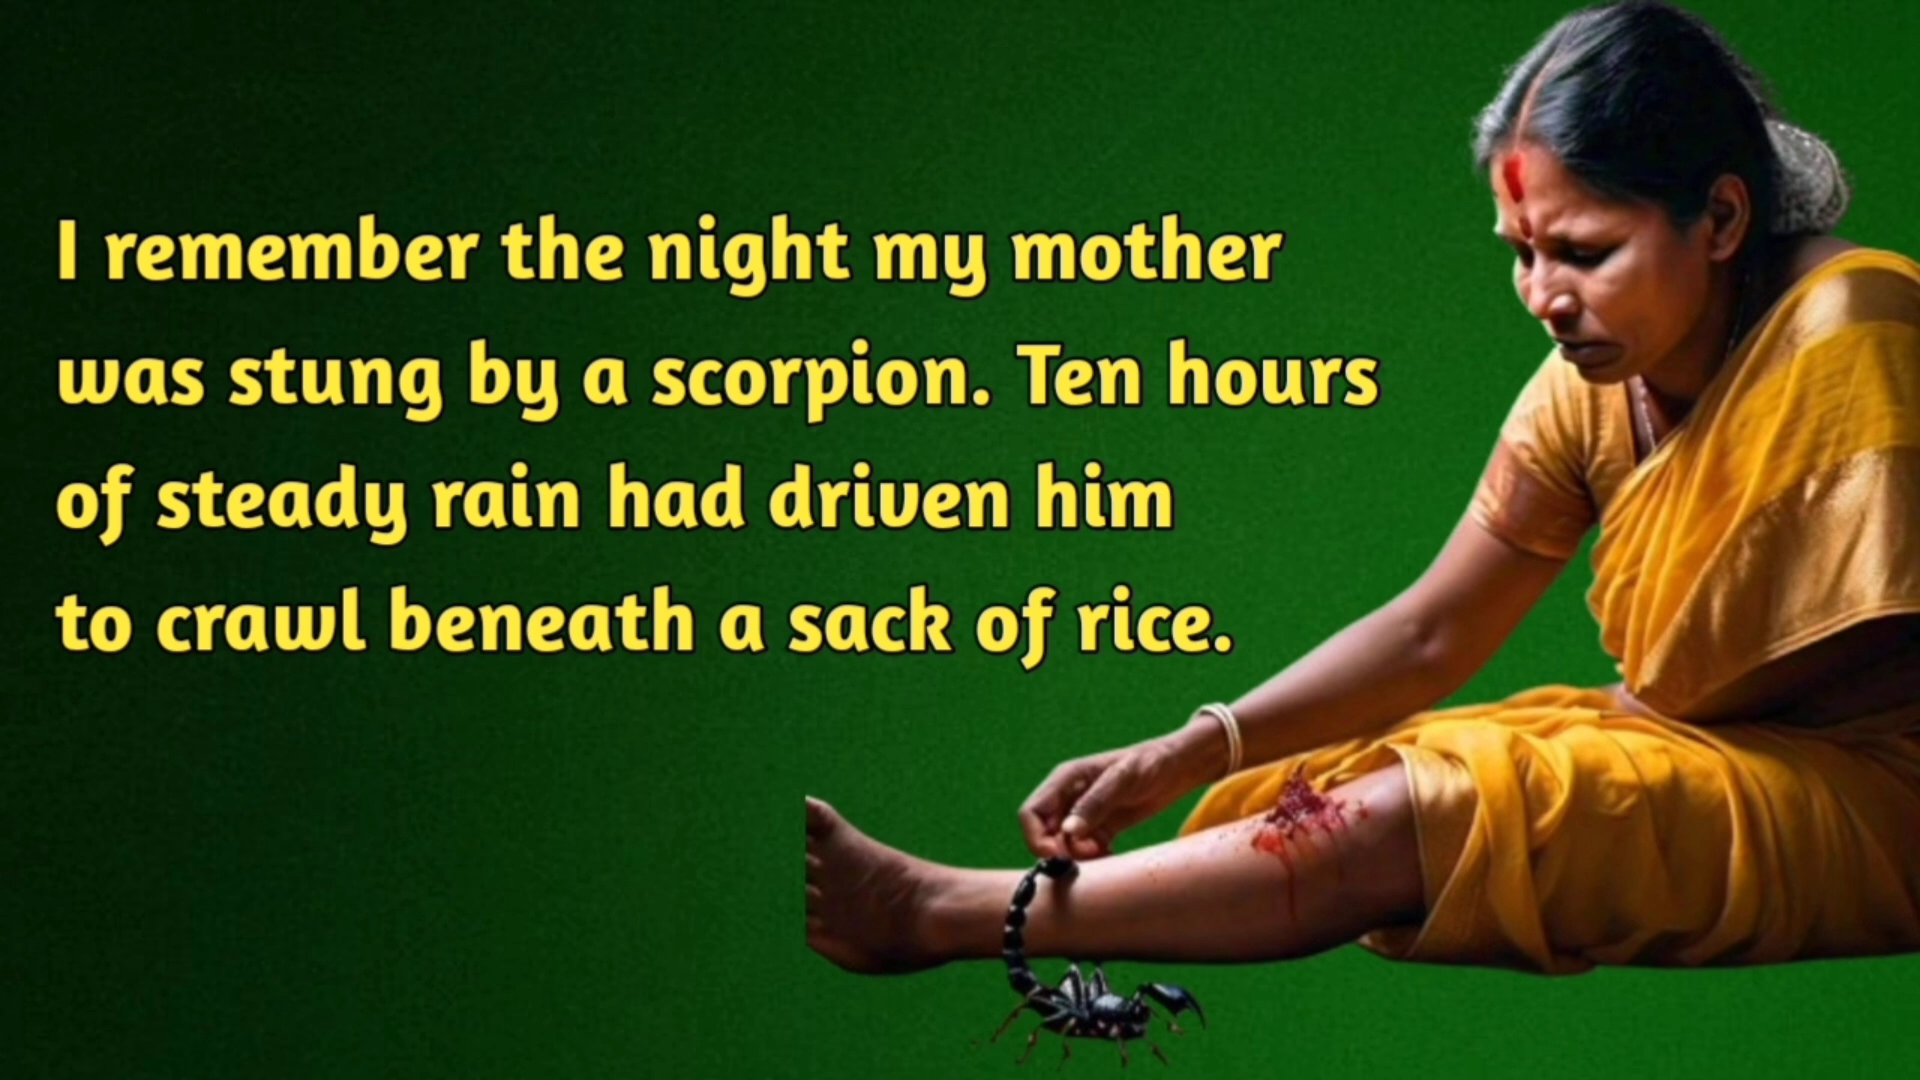 I remember the night my mother
was stung by a scorpion. Ten hours
of steady rain had driven him
to crawl beneath a sack of rice.